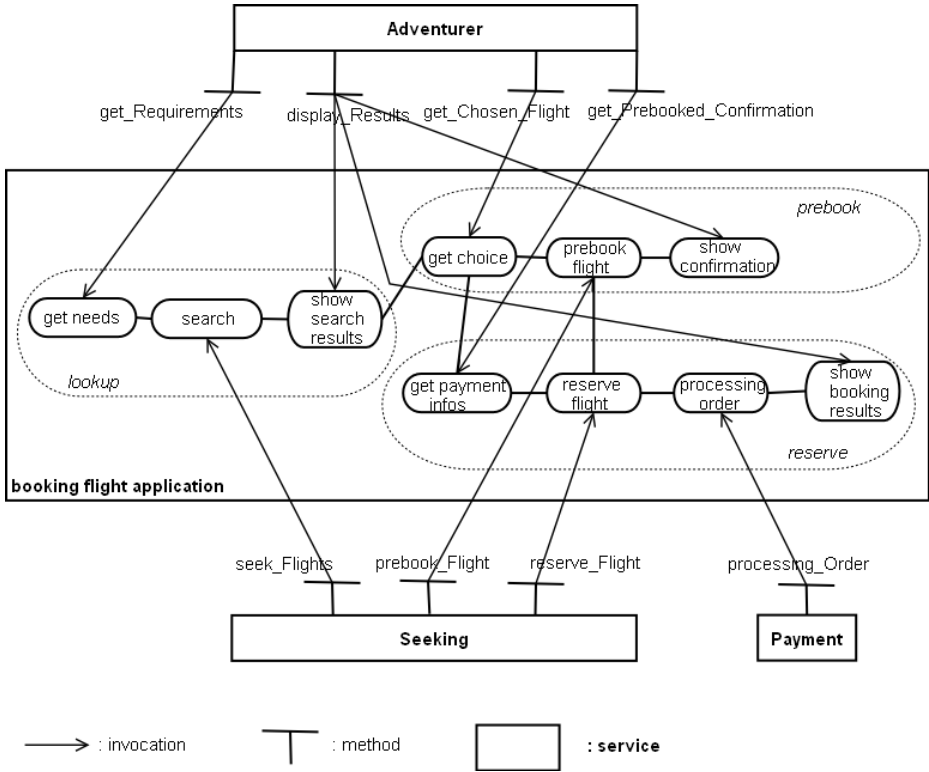 Adventurer
get_Requirements
display_Results
get_Chosen_Flight
get_Prebooked_Confirmation
prebook
get choice
prebook
flight
show
confirmation
get needs
search
show
search
results
lookup
get payment
infos
reserve
flight
processing
order
show
booking
results
reserve
booking flight application
seek_Flights
prebook_Flight
reserve_Flight
processing_Order
Seeking
Payment
: invocation
: method
: service